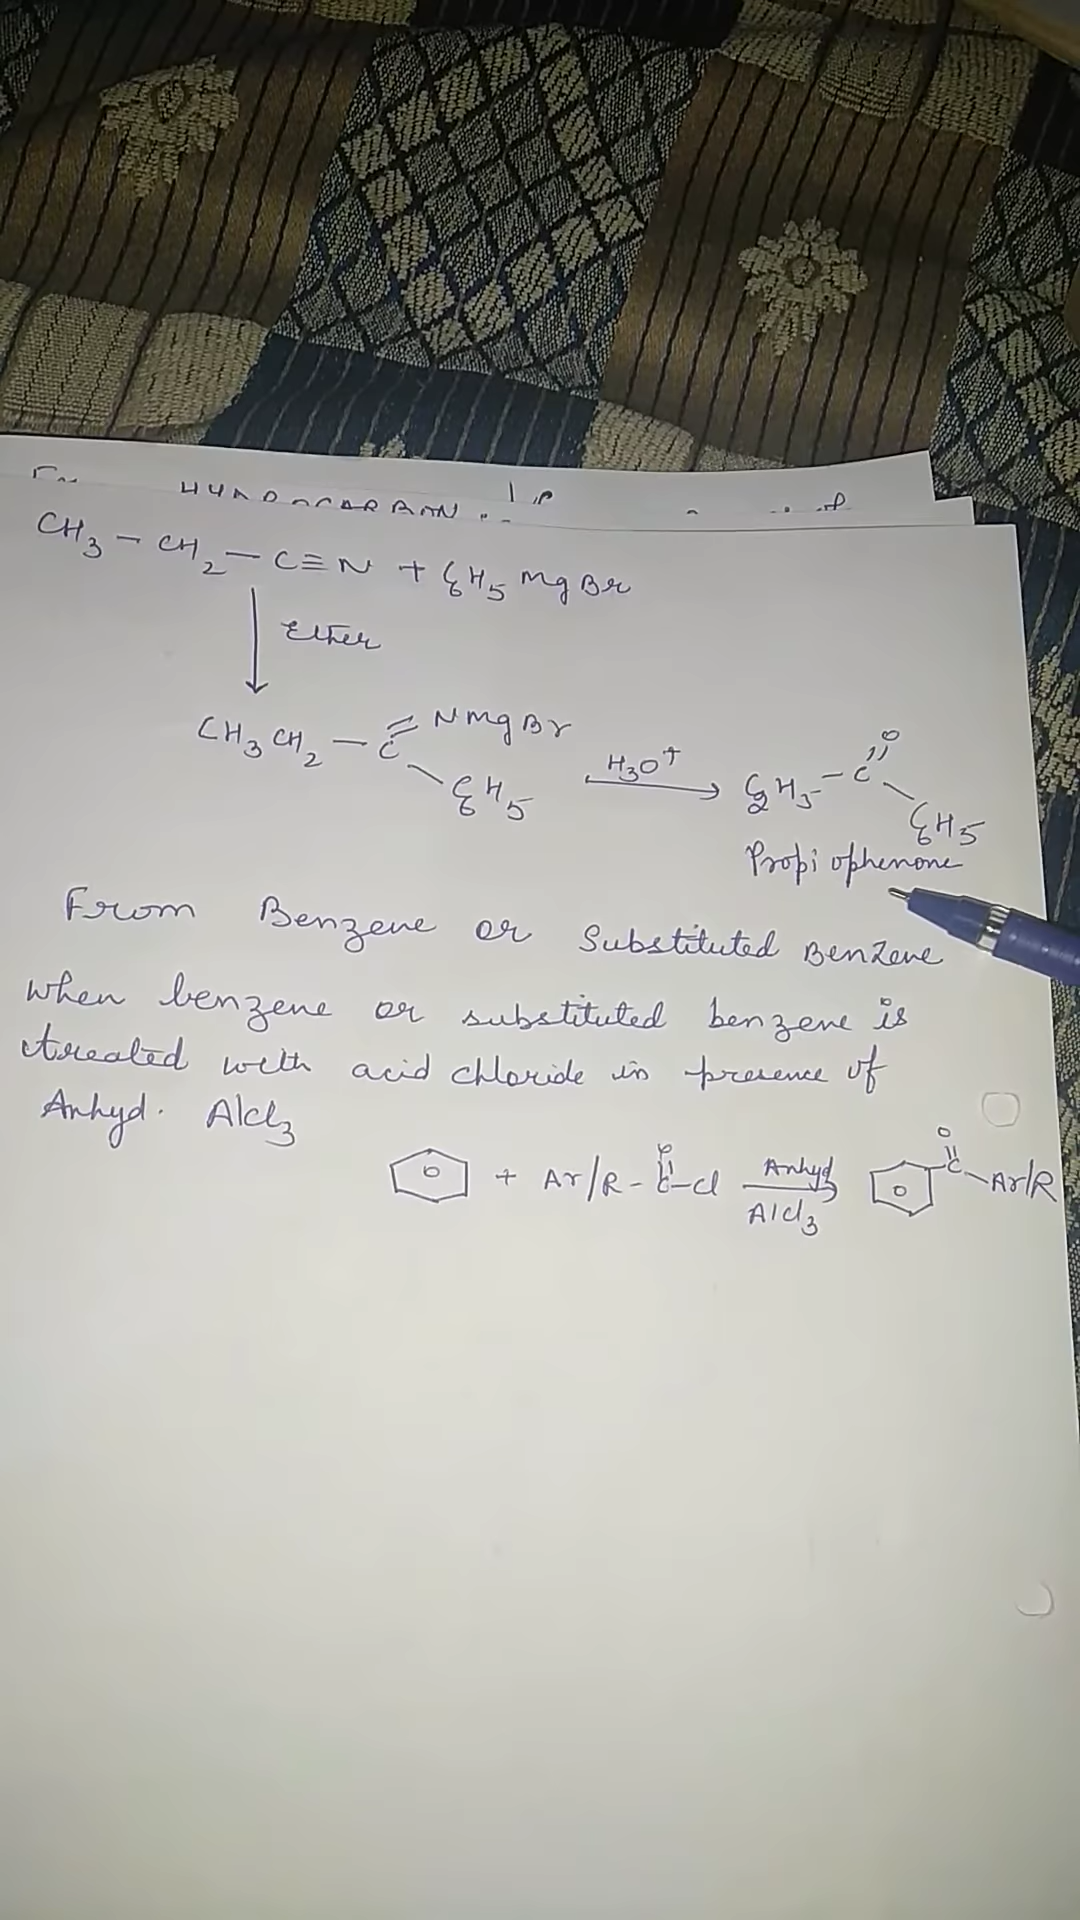 HYDROCARBON
CH3 – CH2 – C≡N + C6H5 MgBr
Ether
CH3 CH2 – C = NMgBr
C6H5
H3O+
C2H5 – C = O
C6H5
Propiophenone
From Benzene or Substituted Benzene
When benzene or substituted benzene is
treated with acid chloride in presence of
Anhyd. AlCl3
+ Ar/R – C – Cl
O
Anhyd
AlCl3
O
C – Ar/R